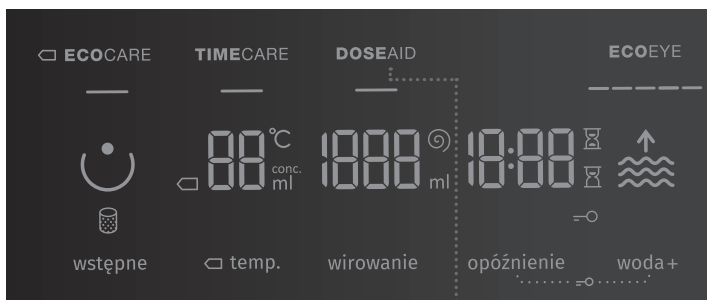 ECOCARE TIMECARE DOSEAID ECOEYE
88 °C 1888 18:88
conc.
ml ml
wstępne temp. wirowanie opóźnienie woda+